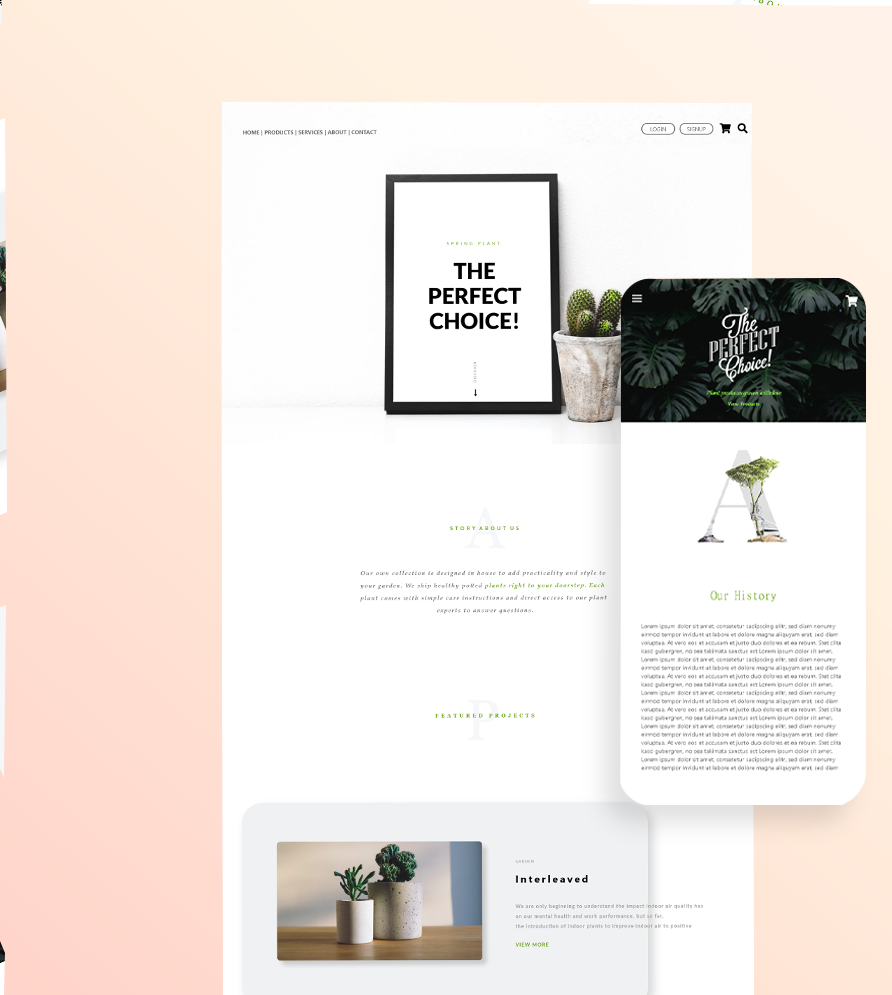 HOME | PRODUCTS | SERVICES | ABOUT | CONTACT
LOGIN
SIGNUP
SPRING PLANT
THE
PERFECT
CHOICE!
The
PERFECT
Choice!
View Products
A
STORY ABOUT US
Our own collection is designed in house to add practicality and style to
your garden. We ship healthy potted plants right to your doorstep. Each
plant comes with simple care instructions and direct access to our plant
experts to answer questions.
P
FEATURED PROJECTS
GARDEN
Interleaved
We are only beginning to understand the impact indoor air quality has
on our mental health and work performance, but so far,
the introduction of indoor plants to improve indoor air to positive
VIEW MORE
A
Our History
Lorem ipsum dolor sit amet, consetetur sadipscing elitr, sed diam nonumy
eirmod tempor invidunt ut labore et dolore magna aliquyam erat, sed diam
voluptua. At vero eos et accusam et justo duo dolores et ea rebum. Stet clita
kasd gubergren, no sea takimata sanctus est Lorem ipsum dolor sit amet.
Lorem ipsum dolor sit amet, consetetur sadipscing elitr, sed diam nonumy
eirmod tempor invidunt ut labore et dolore magna aliquyam erat, sed diam
voluptua. At vero eos et accusam et justo duo dolores et ea rebum. Stet clita
kasd gubergren, no sea takimata sanctus est Lorem ipsum dolor sit amet.
Lorem ipsum dolor sit amet, consetetur sadipscing elitr, sed diam nonumy
eirmod tempor invidunt ut labore et dolore magna aliquyam erat, sed diam
voluptua. At vero eos et accusam et justo duo dolores et ea rebum. Stet clita
kasd gubergren, no sea takimata sanctus est Lorem ipsum dolor sit amet.
Lorem ipsum dolor sit amet, consetetur sadipscing elitr, sed diam nonumy
eirmod tempor invidunt ut labore et dolore magna aliquyam erat, sed diam
voluptua. At vero eos et accusam et justo duo dolores et ea rebum. Stet clita
kasd gubergren, no sea takimata sanctus est Lorem ipsum dolor sit amet.
Lorem ipsum dolor sit amet, consetetur sadipscing elitr, sed diam nonumy
eirmod tempor invidunt ut labore et dolore magna aliquyam erat, sed diam